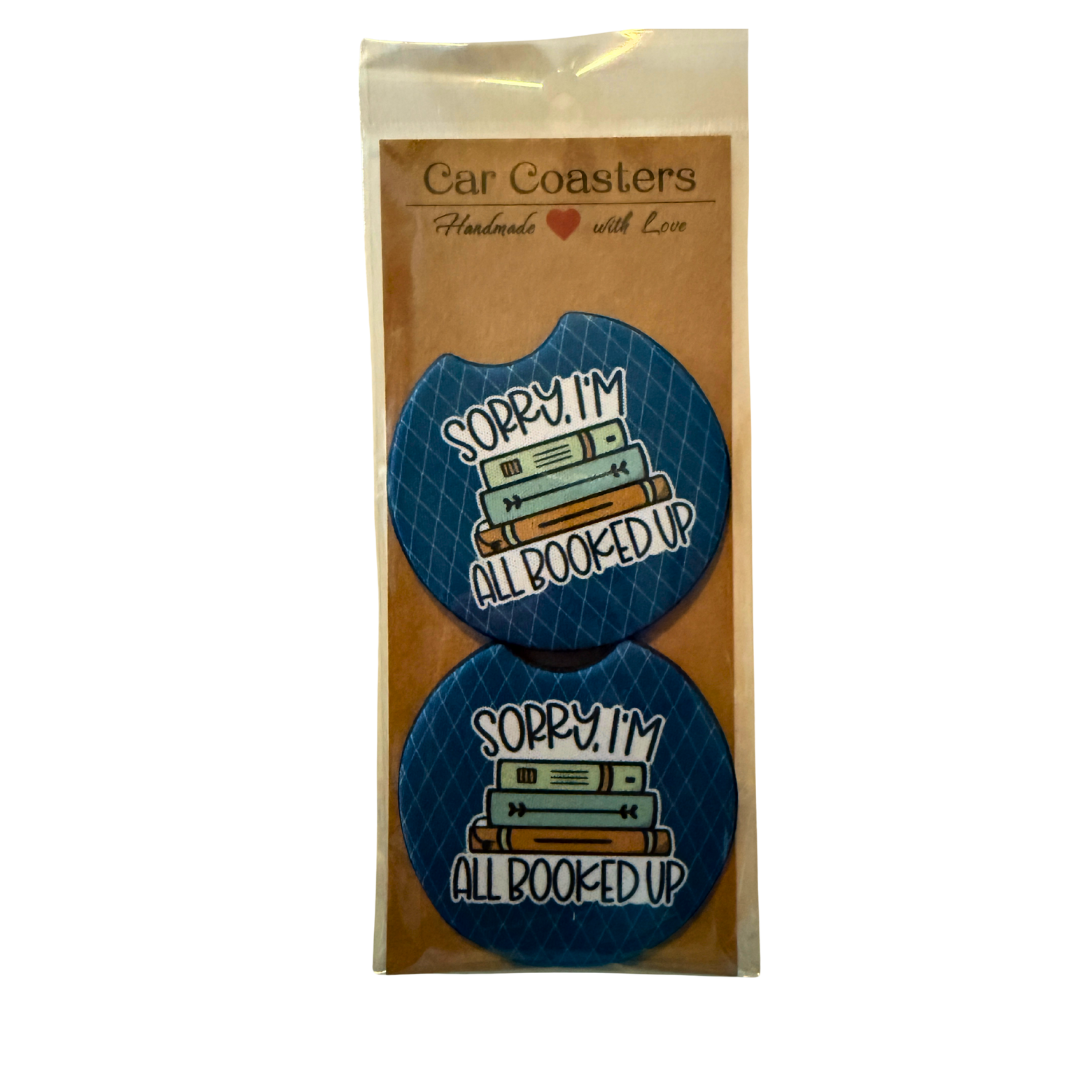 Car Coasters
Handmade with Love
SORRY, I'M
ALL BOOKED UP
SORRY, I'M
ALL BOOKED UP